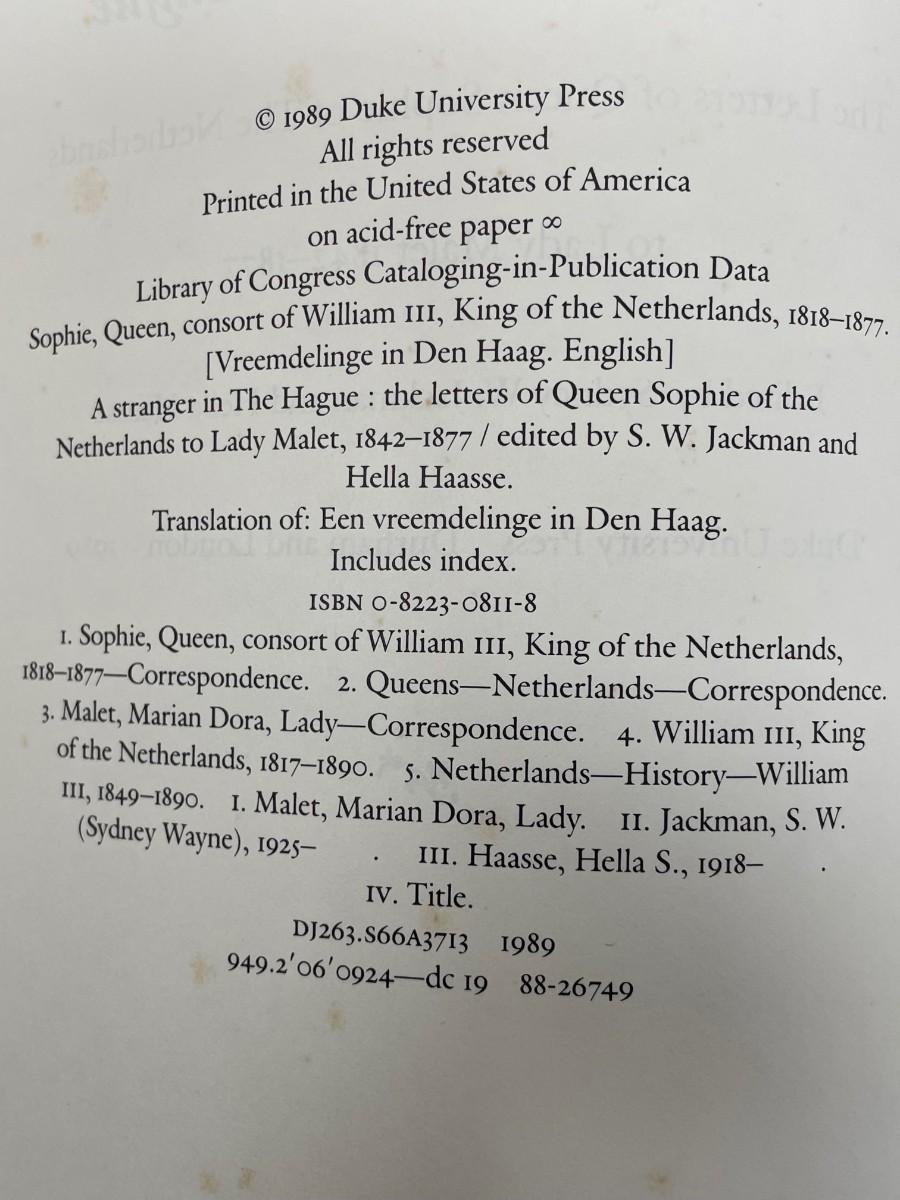 © 1989 Duke University Press
All rights reserved
Printed in the United States of America
on acid-free paper ∞
Library of Congress Cataloging-in-Publication Data
Sophie, Queen, consort of William III, King of the Netherlands, 1818–1877.
[Vreemdelinge in Den Haag. English]
A stranger in The Hague : the letters of Queen Sophie of the
Netherlands to Lady Malet, 1842–1877 / edited by S. W. Jackman and
Hella Haasse.
Translation of: Een vreemdelinge in Den Haag.
Includes index.
ISBN 0-8223-0811-8
1. Sophie, Queen, consort of William III, King of the Netherlands,
1818–1877—Correspondence. 2. Queens—Netherlands—Correspondence.
3. Malet, Marian Dora, Lady—Correspondence. 4. William III, King
of the Netherlands, 1817–1890. 5. Netherlands—History—William
III, 1849–1890. I. Malet, Marian Dora, Lady. II. Jackman, S. W.
(Sydney Wayne), 1925– . III. Haasse, Hella S., 1918– .
IV. Title.
DJ263.S66A3713 1989
949.2′06′0924—dc 19 88-26749